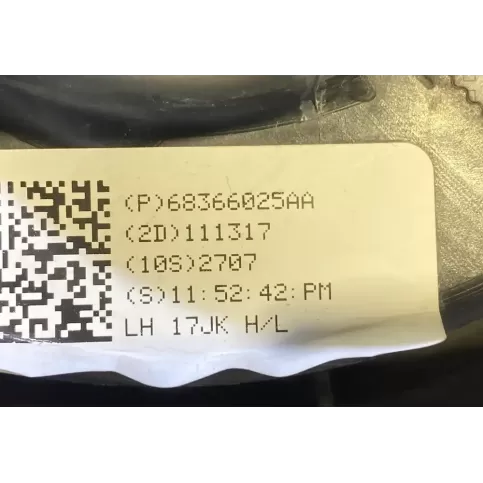 (P)68366025AA
(2D)111317
(10S)2707
(S)11:52:42:PM
LH 17JK H/L